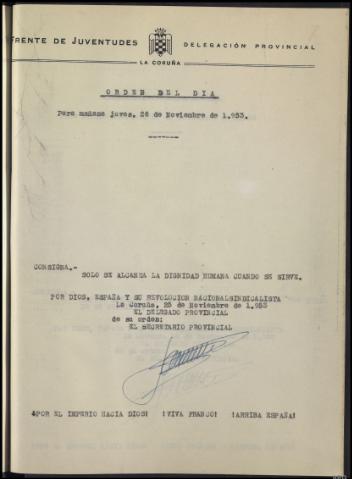 FRENTE DE JUVENTUDES DELEGACIÓN PROVINCIAL
LA CORUÑA
ORDEN DEL DIA
Para mañana jueves, 26 de Noviembre de 1.953.
CONSIGNA.-
SOLO SE ALCANZA LA DIGNIDAD HUMANA CUANDO SE SIRVE.
POR DIOS, ESPAÑA Y SU REVOLUCION NACIONALSINDICALISTA
La Coruña, 25 de Noviembre de 1.953
EL DELEGADO PROVINCIAL
de su orden:
EL SECRETARIO PROVINCIAL
¡POR EL IMPERIO HACIA DIOS! ¡VIVA FRANCO! ¡ARRIBA ESPAÑA!